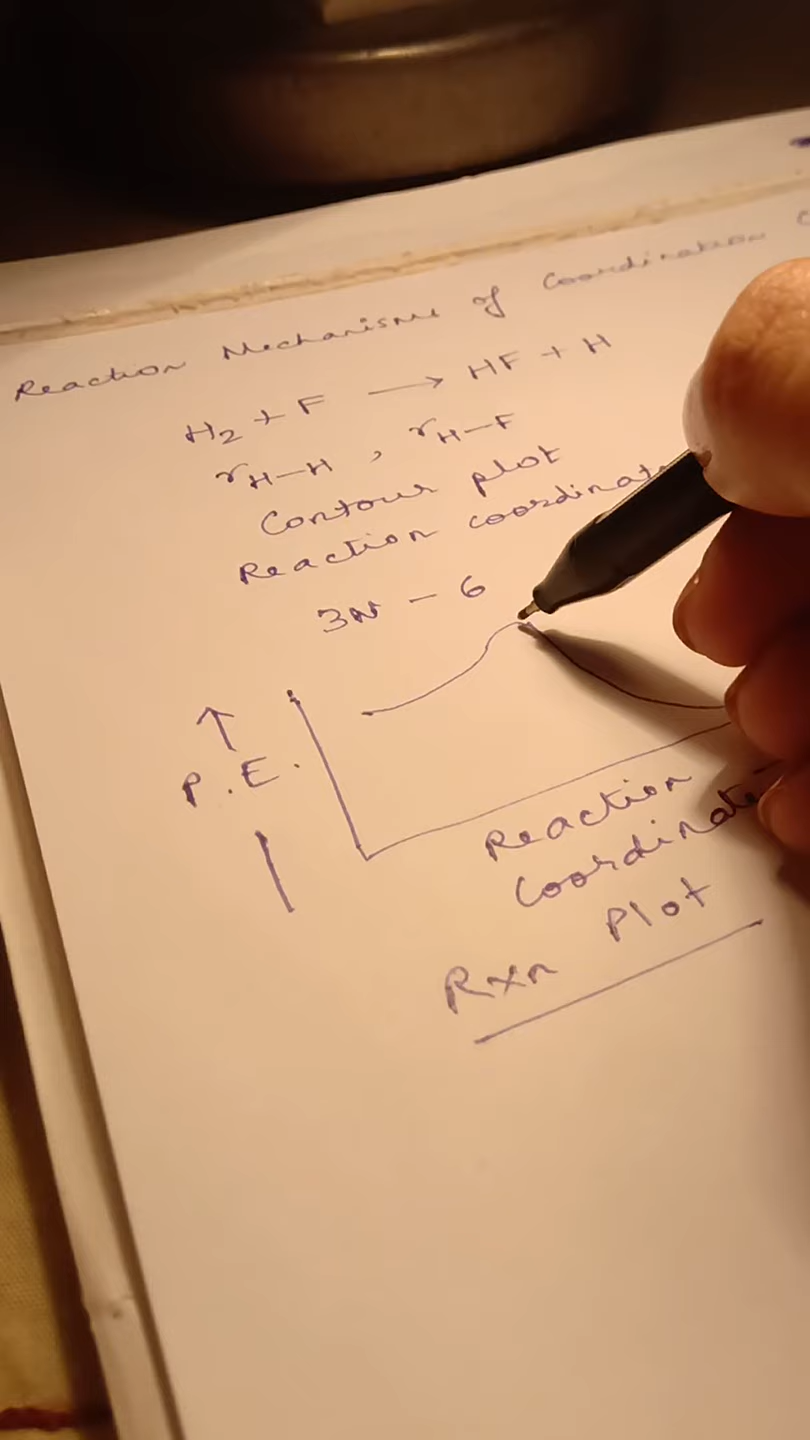 Reaction Mechanisms of Coordination
H2 + F → HF + H
rH-H , rH-F
Contour plot
Reaction coordinate
3N - 6
↑
P.E.
Reaction
Coordinate
Rxn Plot